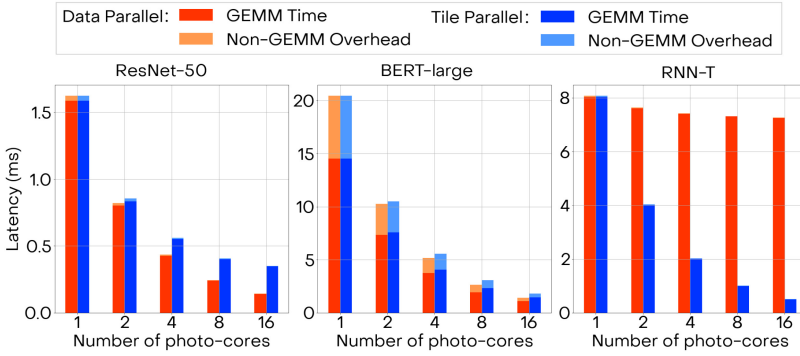 Data Parallel: GEMM Time Tile Parallel: GEMM Time
Non-GEMM Overhead Non-GEMM Overhead
ResNet-50 BERT-large RNN-T
Latency (ms)
1.5
1.0
0.5
0.0
1 2 4 8 16
Number of photo-cores
20
15
10
5
0
1 2 4 8 16
Number of photo-cores
8
6
4
2
0
1 2 4 8 16
Number of photo-cores